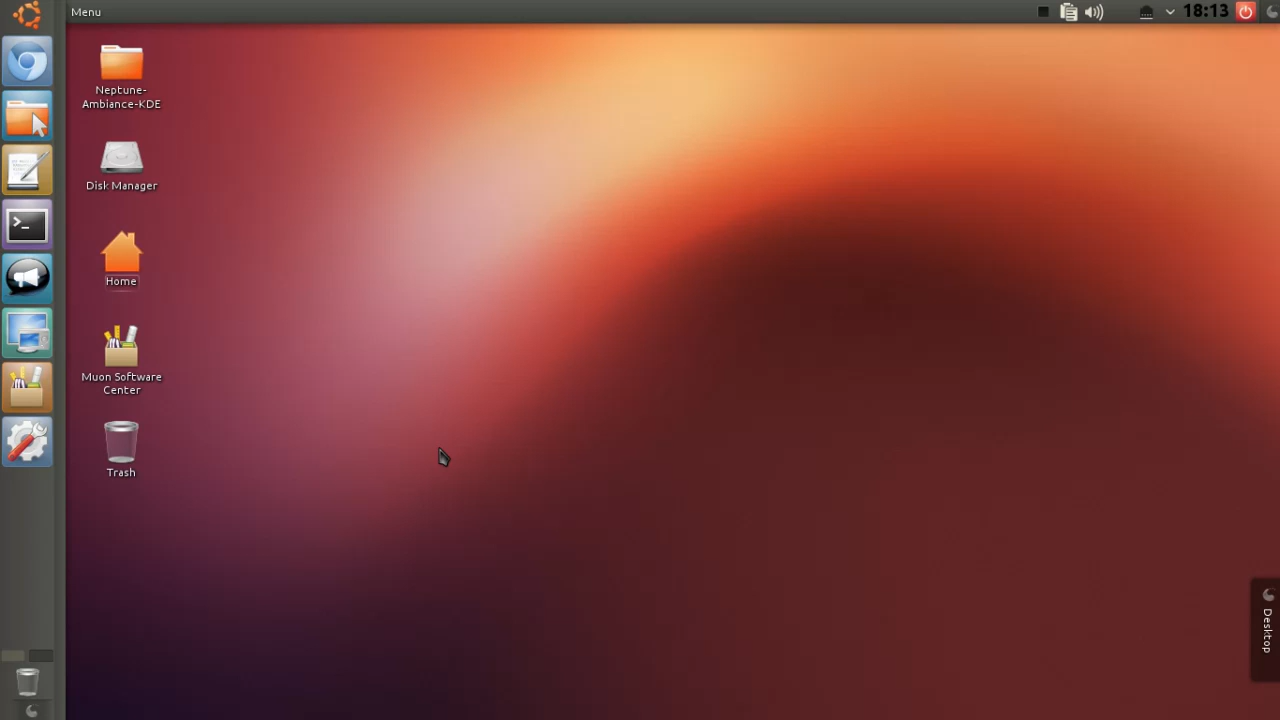 Menu
18:13
Neptune-
Ambiance-KDE
Disk Manager
Home
Muon Software
Center
Trash
Desktop